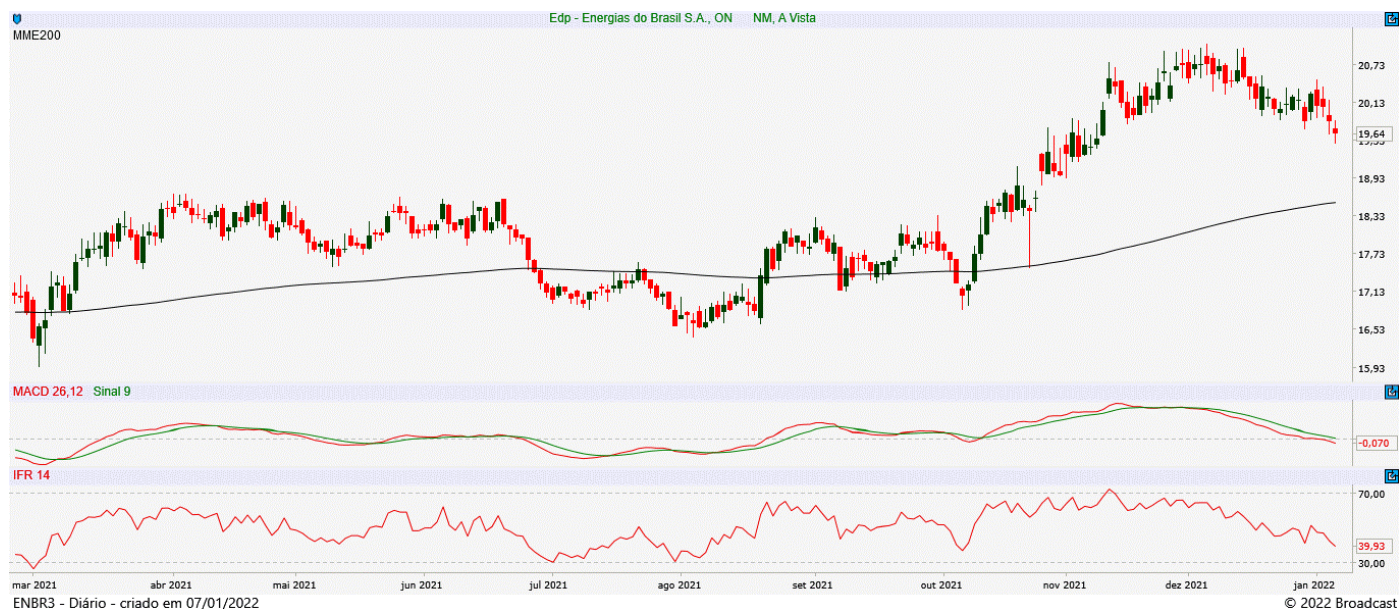 Edp - Energias do Brasil S.A., ON NM, A Vista
MME200
20,73
20,13
19,64
18,93
18,33
17,73
17,13
16,53
15,93
MACD 26,12 Sinal 9
-0,070
IFR 14
70,00
39,93
30,00
mar 2021 abr 2021 mai 2021 jun 2021 jul 2021 ago 2021 set 2021 out 2021 nov 2021 dez 2021 jan 2022
ENBR3 - Diário - criado em 07/01/2022 © 2022 Broadcast